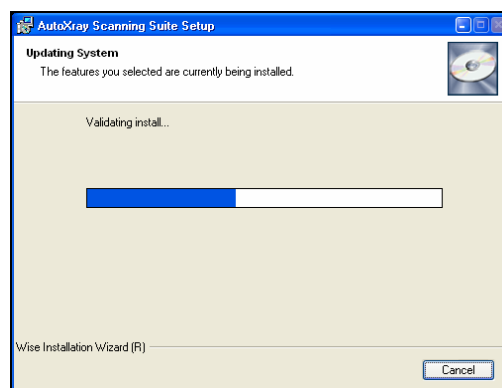 AutoXray Scanning Suite Setup
Updating System
The features you selected are currently being installed.
Validating install...
Wise Installation Wizard (R)
Cancel